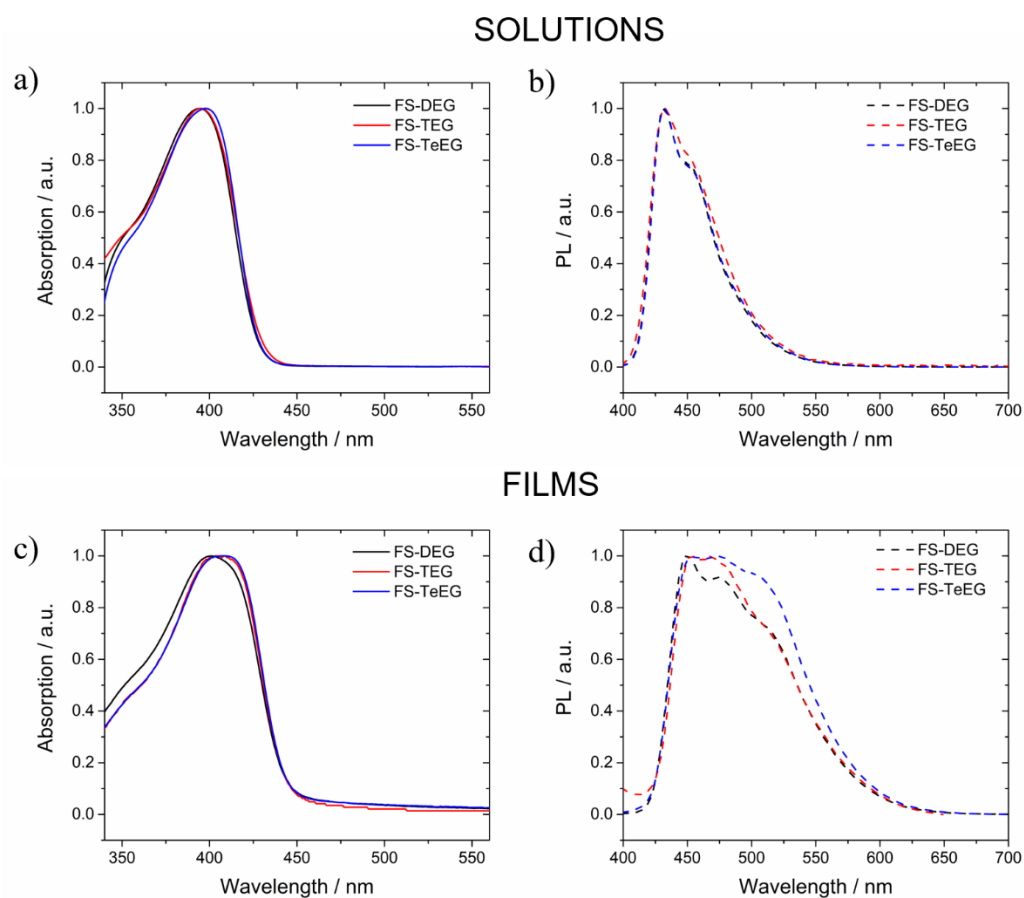 SOLUTIONS
a)
b)
1.0
0.8
0.6
0.4
0.2
0.0
Absorption / a.u.
FS-DEG
FS-TEG
FS-TeEG
350
400
450
500
550
Wavelength / nm
1.0
0.8
0.6
0.4
0.2
0.0
PL / a.u.
FS-DEG
FS-TEG
FS-TeEG
400
450
500
550
600
650
700
Wavelength / nm
FILMS
c)
d)
1.0
0.8
0.6
0.4
0.2
0.0
Absorption / a.u.
FS-DEG
FS-TEG
FS-TeEG
350
400
450
500
550
Wavelength / nm
1.0
0.8
0.6
0.4
0.2
0.0
PL / a.u.
FS-DEG
FS-TEG
FS-TeEG
400
450
500
550
600
650
700
Wavelength / nm